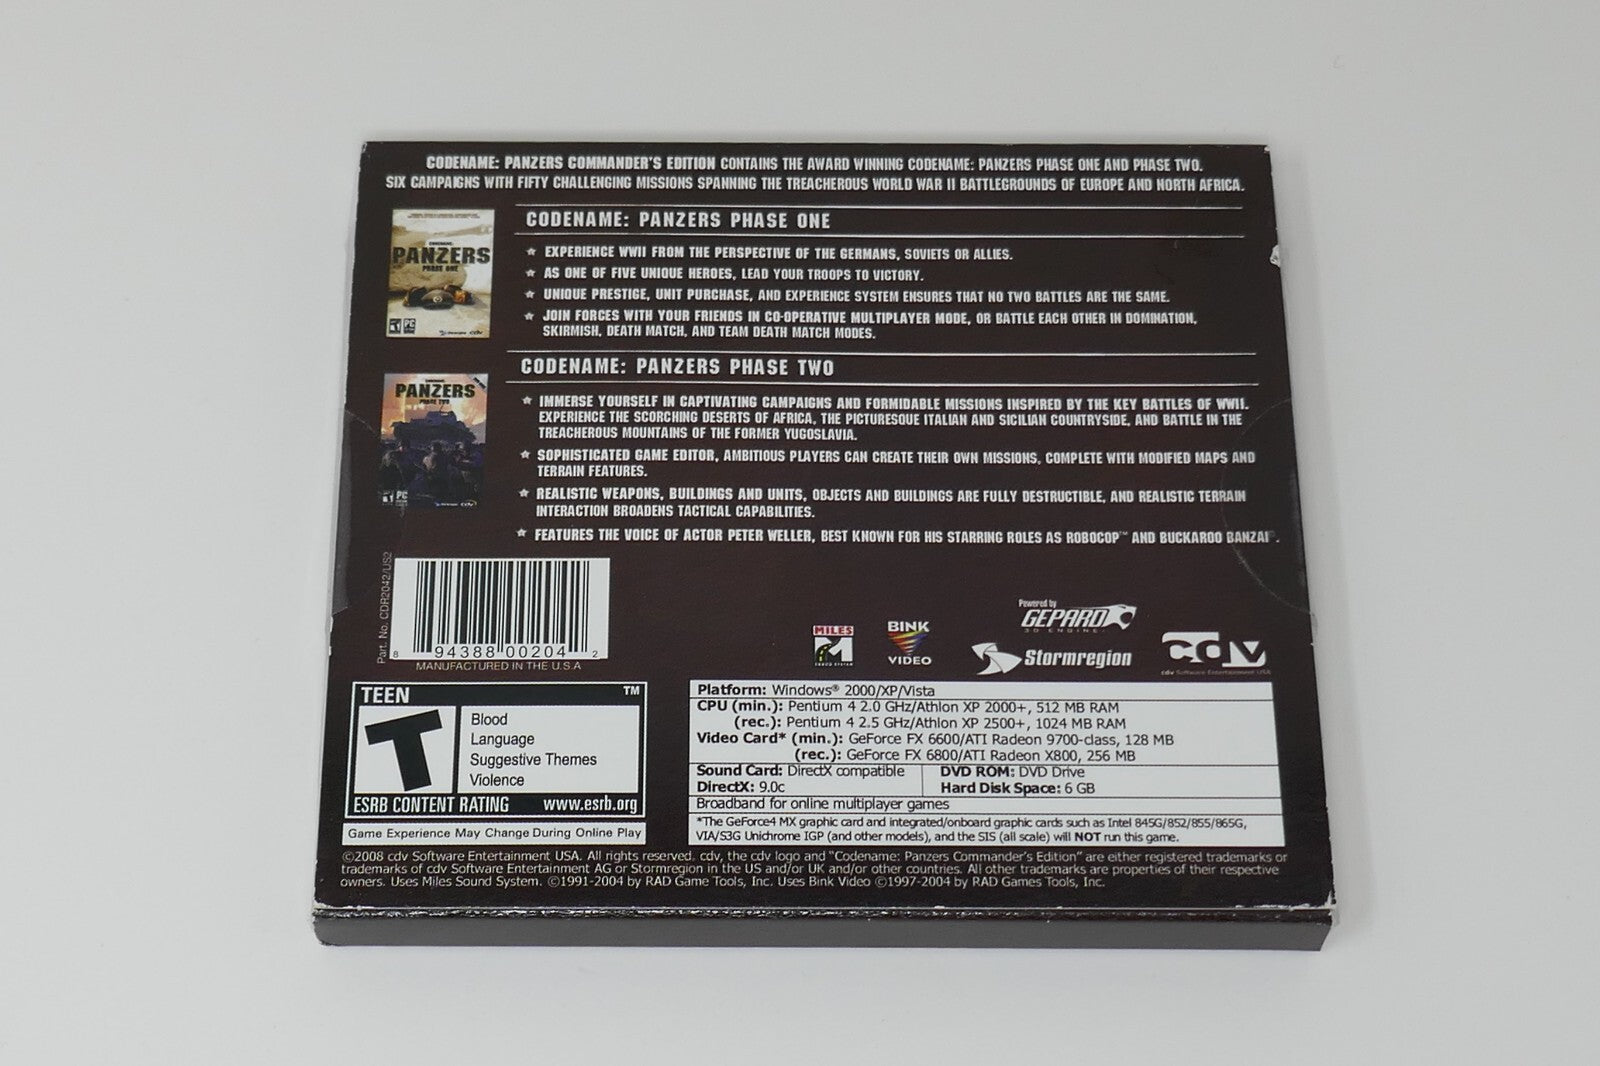 CODENAME: PANZERS COMMANDER'S EDITION CONTAINS THE AWARD WINNING CODENAME: PANZERS PHASE ONE AND PHASE TWO.
SIX CAMPAIGNS WITH FIFTY CHALLENGING MISSIONS SPANNING THE TREACHEROUS WORLD WAR II BATTLEGROUNDS OF EUROPE AND NORTH AFRICA.
CODENAME:
PANZERS
PHASE ONE
PC
cdv
CODENAME: PANZERS PHASE ONE
★ EXPERIENCE WWII FROM THE PERSPECTIVE OF THE GERMANS, SOVIETS OR ALLIES.
★ AS ONE OF FIVE UNIQUE HEROES, LEAD YOUR TROOPS TO VICTORY.
★ UNIQUE PRESTIGE, UNIT PURCHASE, AND EXPERIENCE SYSTEM ENSURES THAT NO TWO BATTLES ARE THE SAME.
★ JOIN FORCES WITH YOUR FRIENDS IN CO-OPERATIVE MULTIPLAYER MODE, OR BATTLE EACH OTHER IN DOMINATION,
SKIRMISH, DEATH MATCH, AND TEAM DEATH MATCH MODES.
PANZERS
PHASE TWO
PC
cdv
CODENAME: PANZERS PHASE TWO
★ IMMERSE YOURSELF IN CAPTIVATING CAMPAIGNS AND FORMIDABLE MISSIONS INSPIRED BY THE KEY BATTLES OF WWII.
EXPERIENCE THE SCORCHING DESERTS OF AFRICA, THE PICTURESQUE ITALIAN AND SICILIAN COUNTRYSIDE, AND BATTLE IN THE
TREACHEROUS MOUNTAINS OF THE FORMER YUGOSLAVIA.
★ SOPHISTICATED GAME EDITOR, AMBITIOUS PLAYERS CAN CREATE THEIR OWN MISSIONS, COMPLETE WITH MODIFIED MAPS AND
TERRAIN FEATURES.
★ REALISTIC WEAPONS, BUILDINGS AND UNITS, OBJECTS AND BUILDINGS ARE FULLY DESTRUCTIBLE, AND REALISTIC TERRAIN
INTERACTION BROADENS TACTICAL CAPABILITIES.
★ FEATURES THE VOICE OF ACTOR PETER WELLER, BEST KNOWN FOR HIS STARRING ROLES AS ROBOCOP™ AND BUCKAROO BANZAI™.
Part. No. CDR2042/US2
8 94388 00204 2
MANUFACTURED IN THE U.S.A
MILES
SOUND SYSTEM
BINK
VIDEO
Powered by
GEPARD
3D ENGINE
Stormregion
cdv
cdv Software Entertainment USA
TEEN ™
T
Blood
Language
Suggestive Themes
Violence
ESRB CONTENT RATING www.esrb.org
Game Experience May Change During Online Play
Platform: Windows® 2000/XP/Vista
CPU (min.): Pentium 4 2.0 GHz/Athlon XP 2000+, 512 MB RAM
(rec.): Pentium 4 2.5 GHz/Athlon XP 2500+, 1024 MB RAM
Video Card* (min.): GeForce FX 6600/ATI Radeon 9700-class, 128 MB
(rec.): GeForce FX 6800/ATI Radeon X800, 256 MB
Sound Card: DirectX compatible DVD ROM: DVD Drive
DirectX: 9.0c Hard Disk Space: 6 GB
Broadband for online multiplayer games
*The GeForce4 MX graphic card and integrated/onboard graphic cards such as Intel 845G/852/855/865G,
VIA/S3G Unichrome IGP (and other models), and the SIS (all scale) will NOT run this game.
©2008 cdv Software Entertainment USA. All rights reserved. cdv, the cdv logo and "Codename: Panzers Commander's Edition" are either registered trademarks or
trademarks of cdv Software Entertainment AG or Stormregion in the US and/or UK and/or other countries. All other trademarks are properties of their respective
owners. Uses Miles Sound System. ©1991-2004 by RAD Game Tools, Inc. Uses Bink Video ©1997-2004 by RAD Games Tools, Inc.